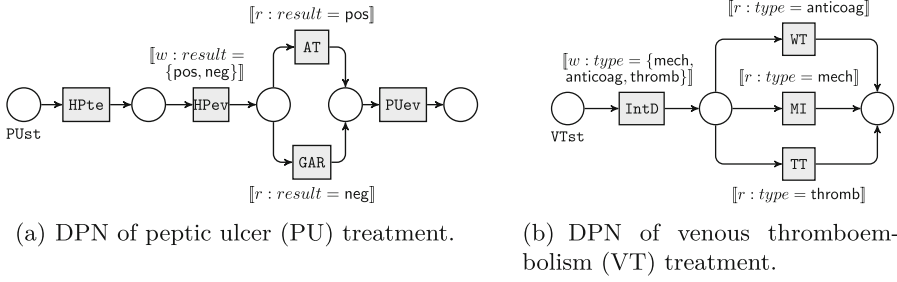 ⟦r : result = pos⟧
AT
⟦w : result =
{pos, neg}⟧
HPte
HPev
PUev
PUst
GAR
⟦r : result = neg⟧
(a) DPN of peptic ulcer (PU) treatment.
⟦r : type = anticoag⟧
WT
⟦w : type = {mech,
anticoag, thromb}⟧
⟦r : type = mech⟧
IntD
MI
VTst
TT
⟦r : type = thromb⟧
(b) DPN of venous thromboem-
bolism (VT) treatment.